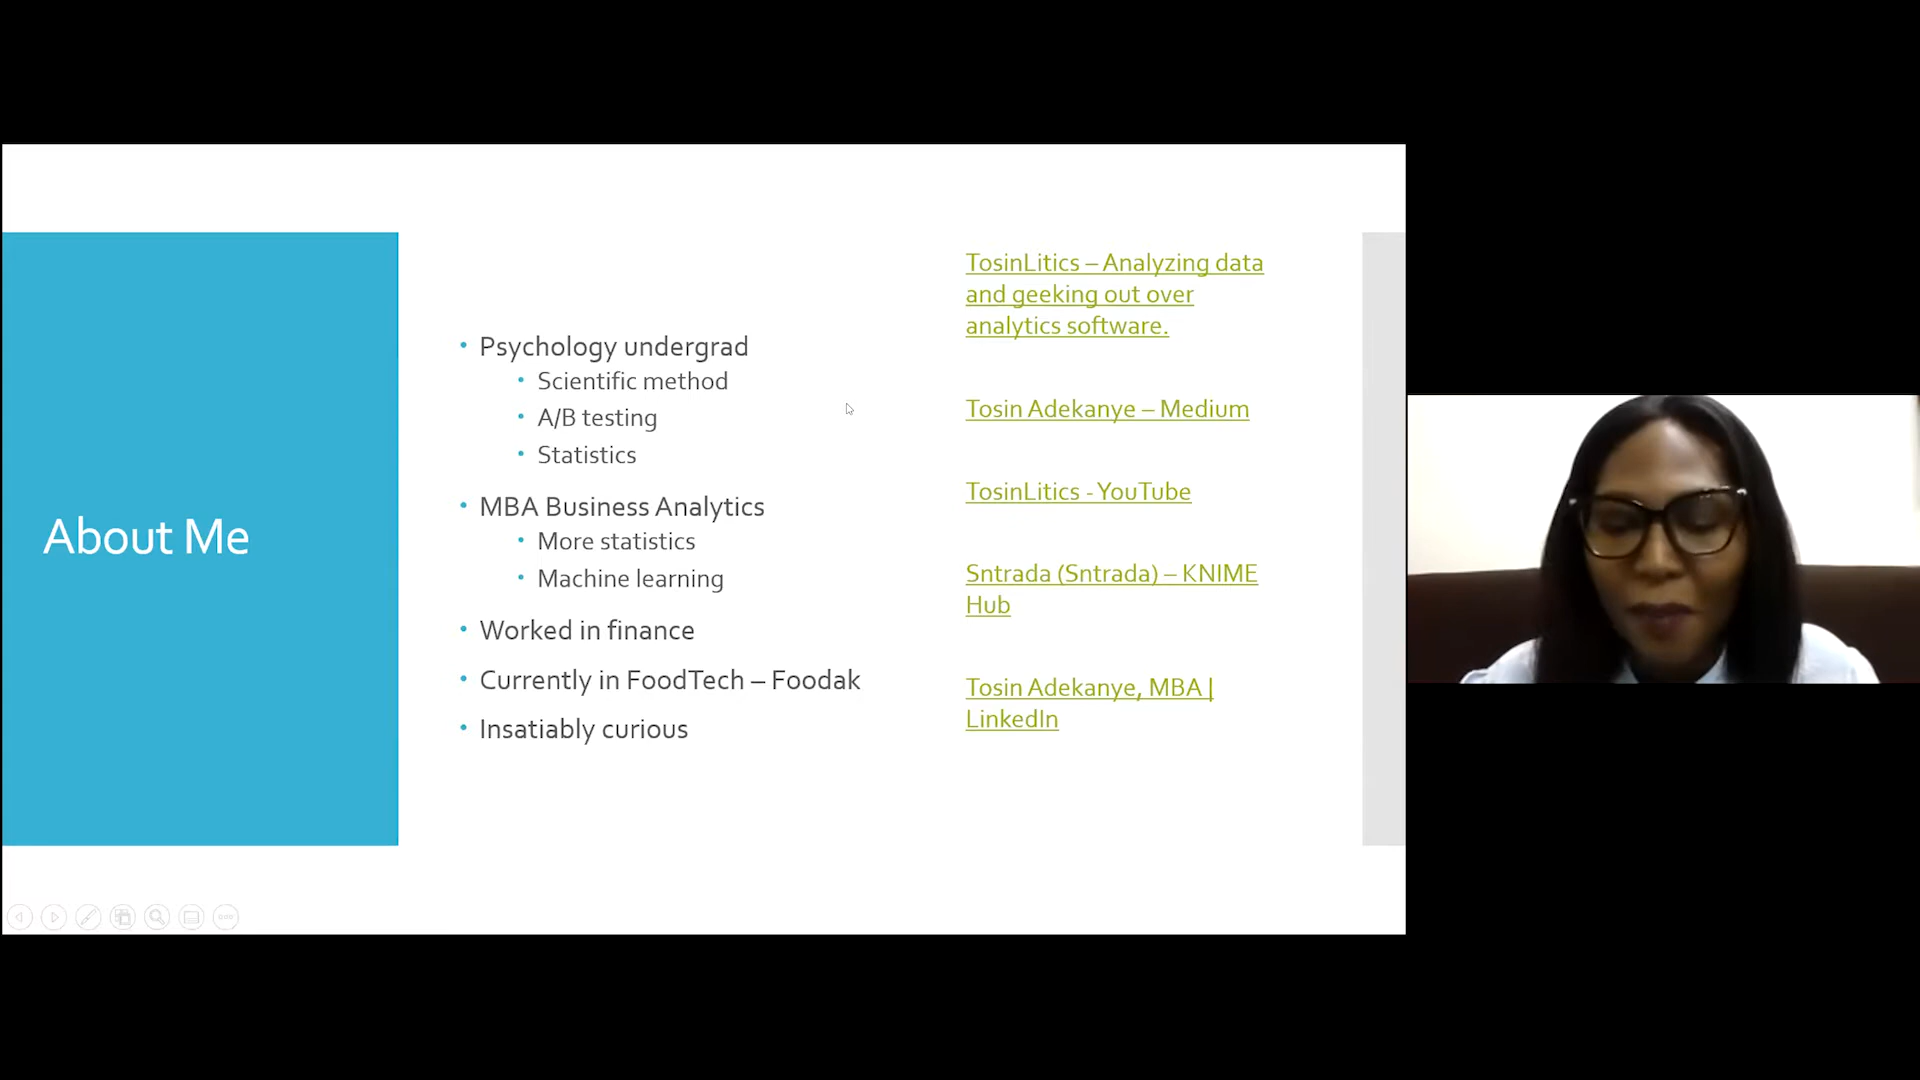 About Me
Psychology undergrad
Scientific method
A/B testing
Statistics
MBA Business Analytics
More statistics
Machine learning
Worked in finance
Currently in FoodTech – Foodak
Insatiably curious
TosinLitics – Analyzing data
and geeking out over
analytics software.
Tosin Adekanye – Medium
TosinLitics - YouTube
Sntrada (Sntrada) – KNIME
Hub
Tosin Adekanye, MBA |
LinkedIn